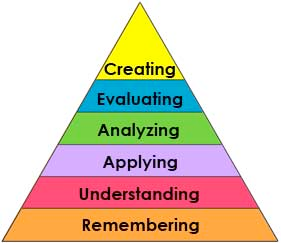 Creating
Evaluating
Analyzing
Applying
Understanding
Remembering